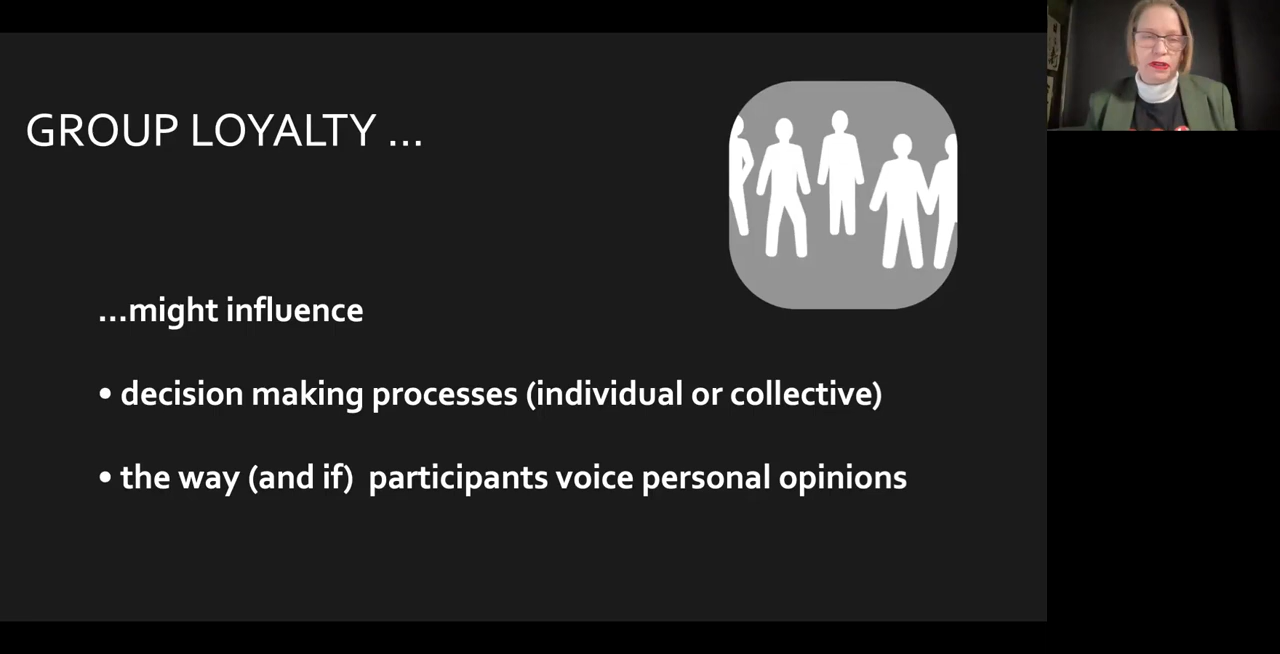 GROUP LOYALTY ...
...might influence
• decision making processes (individual or collective)
• the way (and if)  participants voice personal opinions